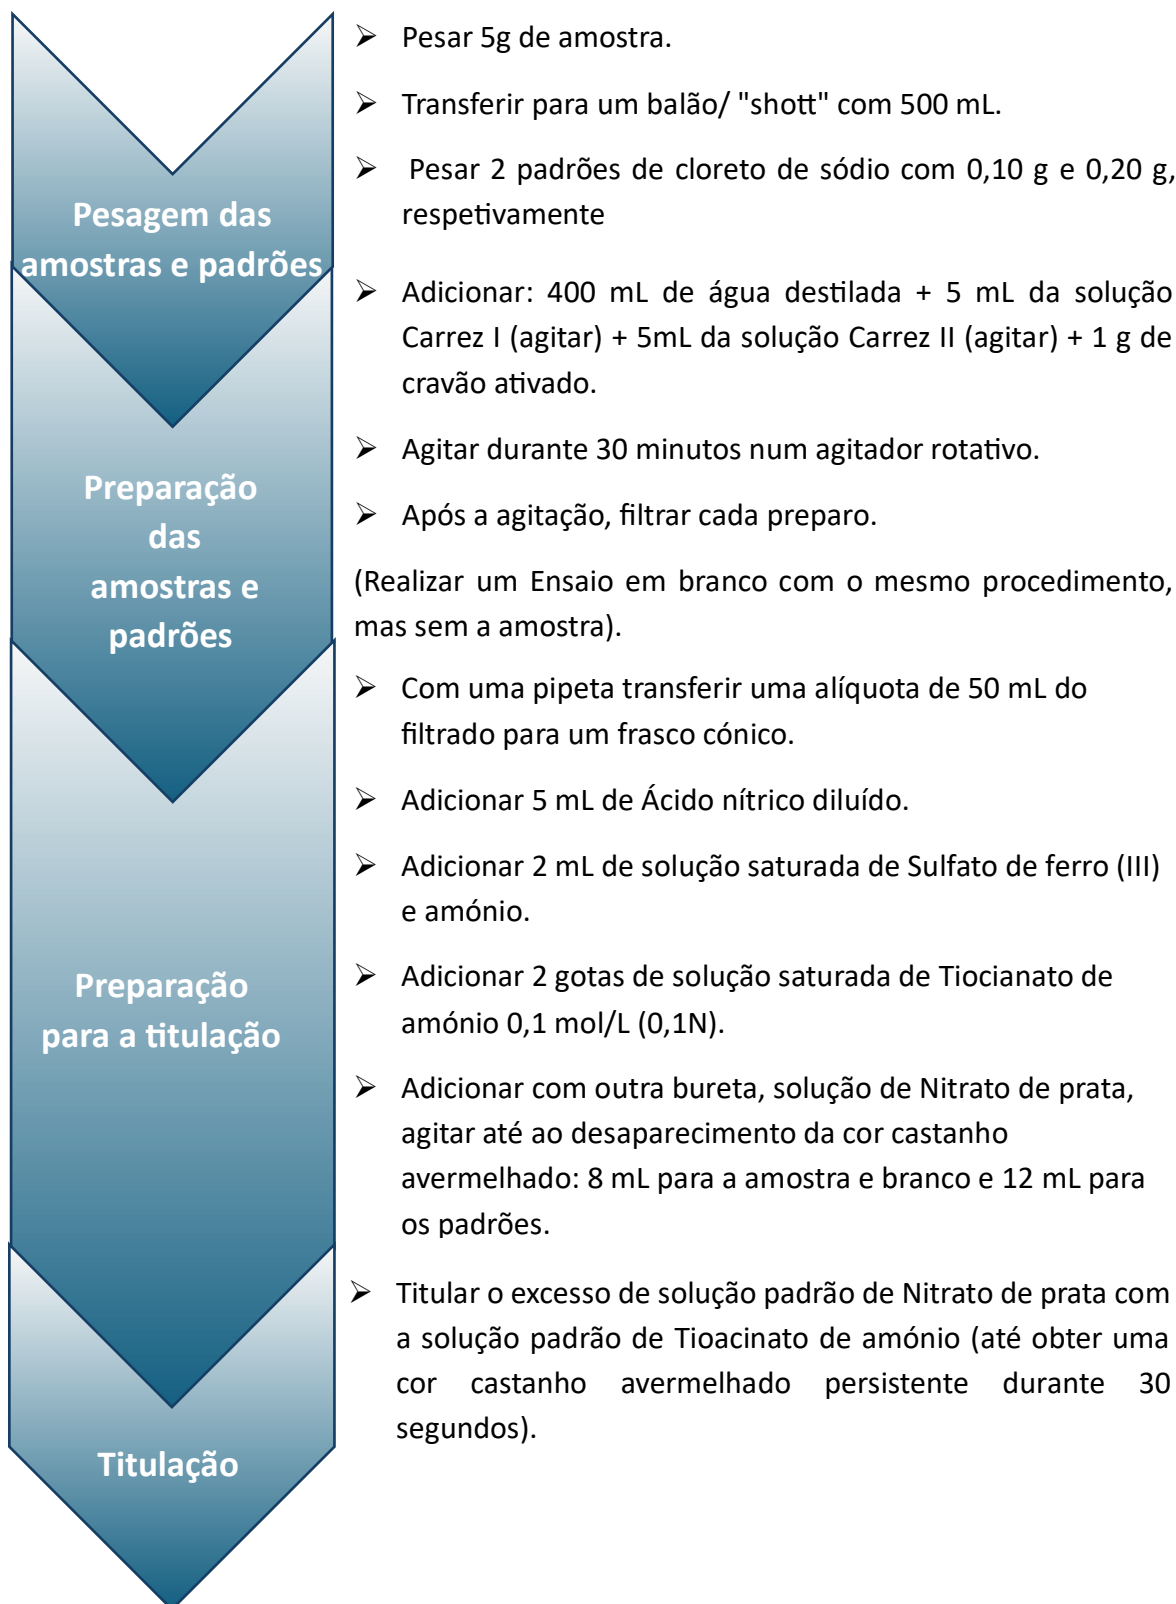 ➢ Pesar 5g de amostra.
➢ Transferir para um balão/ "shott" com 500 mL.
➢ Pesar 2 padrões de cloreto de sódio com 0,10 g e 0,20 g,
respetivamente
Pesagem das
amostras e padrões
➢ Adicionar: 400 mL de água destilada + 5 mL da solução
Carrez I (agitar) + 5mL da solução Carrez II (agitar) + 1 g de
cravão ativado.
➢ Agitar durante 30 minutos num agitador rotativo.
➢ Após a agitação, filtrar cada preparo.
(Realizar um Ensaio em branco com o mesmo procedimento,
mas sem a amostra).
Preparação
das
amostras e
padrões
➢ Com uma pipeta transferir uma alíquota de 50 mL do
filtrado para um frasco cónico.
➢ Adicionar 5 mL de Ácido nítrico diluído.
➢ Adicionar 2 mL de solução saturada de Sulfato de ferro (III)
e amónio.
➢ Adicionar 2 gotas de solução saturada de Tiocianato de
amónio 0,1 mol/L (0,1N).
➢ Adicionar com outra bureta, solução de Nitrato de prata,
agitar até ao desaparecimento da cor castanho
avermelhado: 8 mL para a amostra e branco e 12 mL para
os padrões.
Preparação
para a titulação
➢ Titular o excesso de solução padrão de Nitrato de prata com
a solução padrão de Tioacinato de amónio (até obter uma
cor castanho avermelhado persistente durante 30
segundos).
Titulação